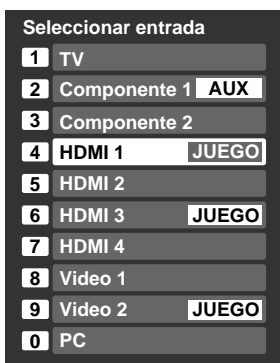 Seleccionar entrada
1 TV
2 Componente 1 AUX
3 Componente 2
4 HDMI 1 JUEGO
5 HDMI 2
6 HDMI 3 JUEGO
7 HDMI 4
8 Video 1
9 Video 2 JUEGO
0 PC